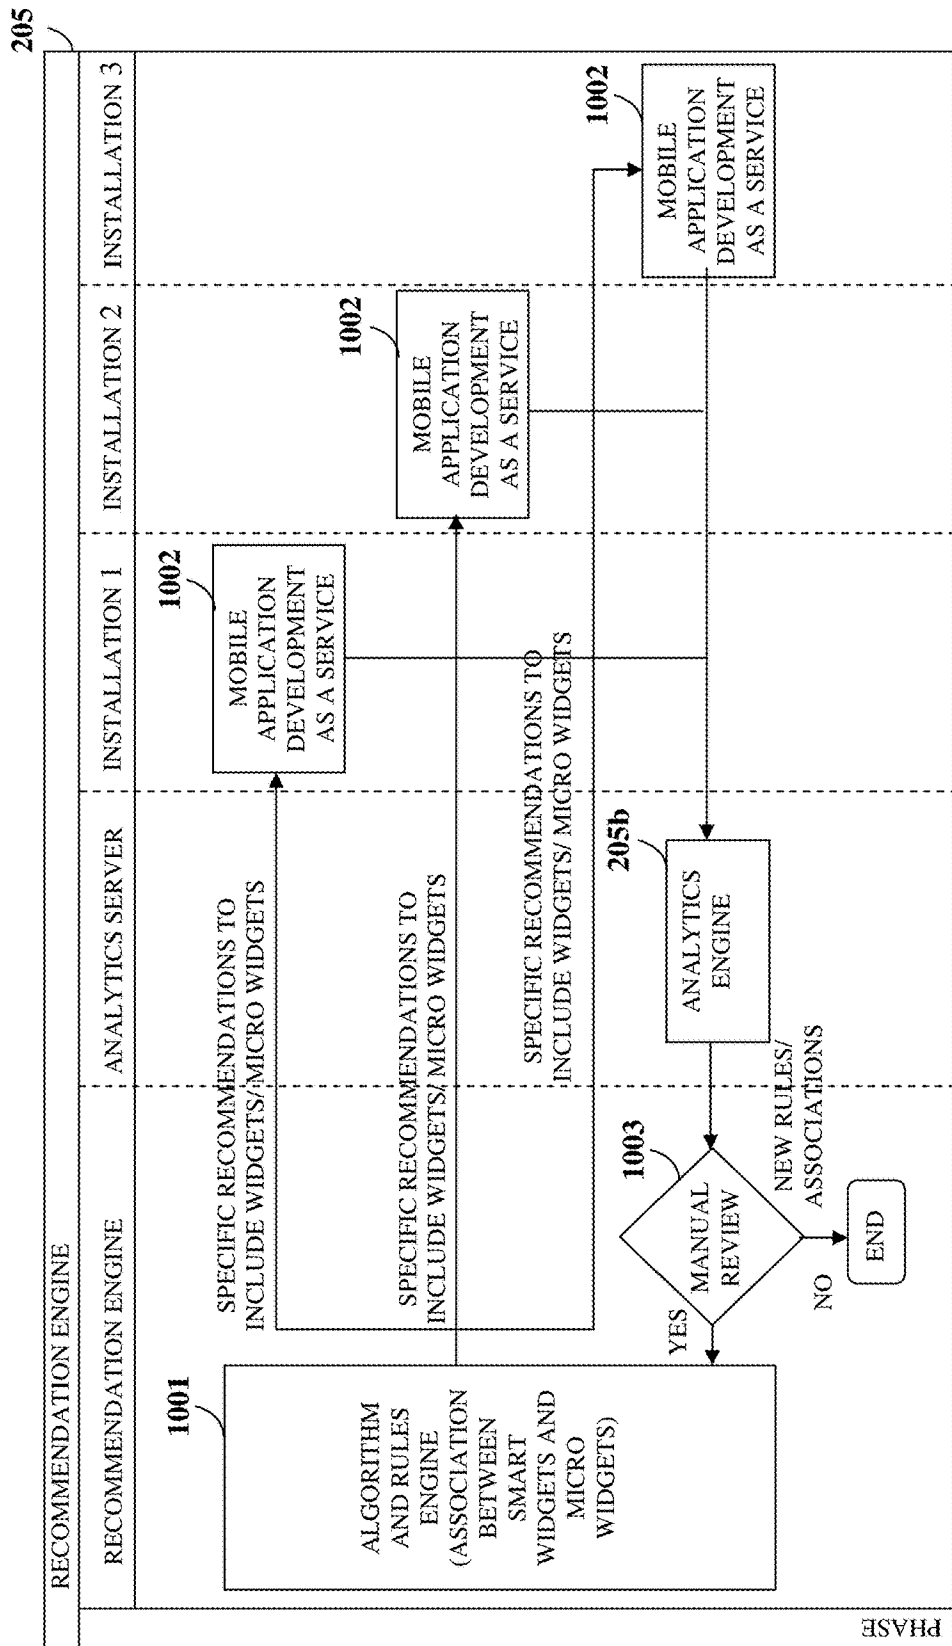 205
RECOMMENDATION ENGINE
RECOMMENDATION ENGINE
ANALYTICS SERVER
INSTALLATION 1
INSTALLATION 2
INSTALLATION 3
PHASE
1001
ALGORITHM
AND RULES
ENGINE
(ASSOCIATION
BETWEEN
SMART
WIDGETS AND
MICRO
WIDGETS)
SPECIFIC RECOMMENDATIONS TO
INCLUDE WIDGETS/ MICRO WIDGETS
1002
MOBILE
APPLICATION
DEVELOPMENT
AS A SERVICE
SPECIFIC RECOMMENDATIONS TO
INCLUDE WIDGETS/ MICRO WIDGETS
1002
MOBILE
APPLICATION
DEVELOPMENT
AS A SERVICE
SPECIFIC RECOMMENDATIONS TO
INCLUDE WIDGETS/ MICRO WIDGETS
1002
MOBILE
APPLICATION
DEVELOPMENT
AS A SERVICE
205b
ANALYTICS
ENGINE
1003
MANUAL
REVIEW
YES
NO
NEW RULES/
ASSOCIATIONS
END